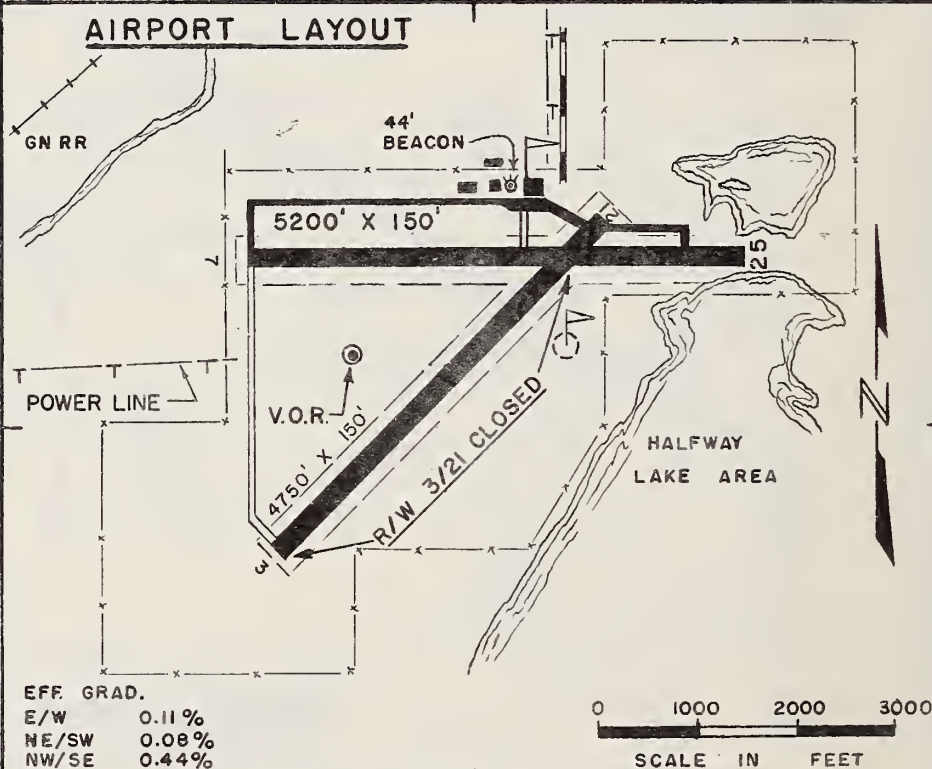 AIRPORT LAYOUT
GN RR
44'
BEACON
5200' X 150'
21
7
25
POWER LINE
V.O.R.
4750' X 150'
R/W 3/21 CLOSED
3
HALFWAY
LAKE AREA
N
EFF. GRAD.
E/W 0.11%
NE/SW 0.08%
NW/SE 0.44%
0 1000 2000 3000
SCALE IN FEET